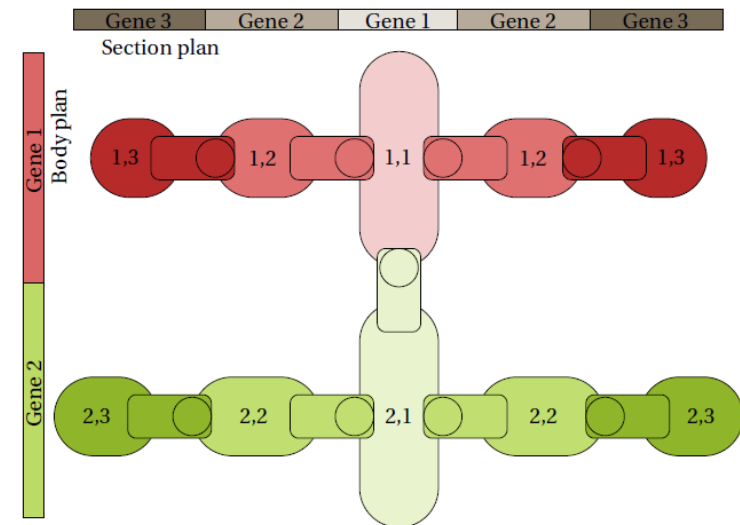 Gene 3 Gene 2 Gene 1 Gene 2 Gene 3
Section plan
Gene 1
Body plan
1,3 1,2 1,1 1,2 1,3
Gene 2
2,3 2,2 2,1 2,2 2,3